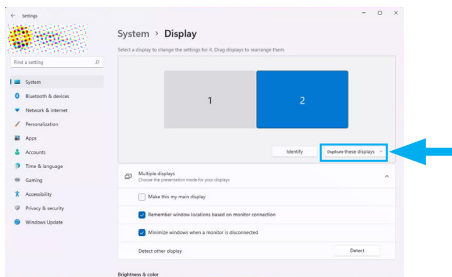 Settings
System > Display
Select a display to change the settings for it. Drag displays to rearrange them.
Find a setting
System
Bluetooth & devices
Network & internet
Personalization
Apps
Accounts
Time & language
Gaming
Accessibility
Privacy & security
Windows Update
1
2
Identify
these displays
Multiple displays
Choose the presentation mode for your displays
Make this my main display
Remember window locations based on monitor connection
Minimize windows when a monitor is disconnected
Detect other display
Detect
Brightness & color